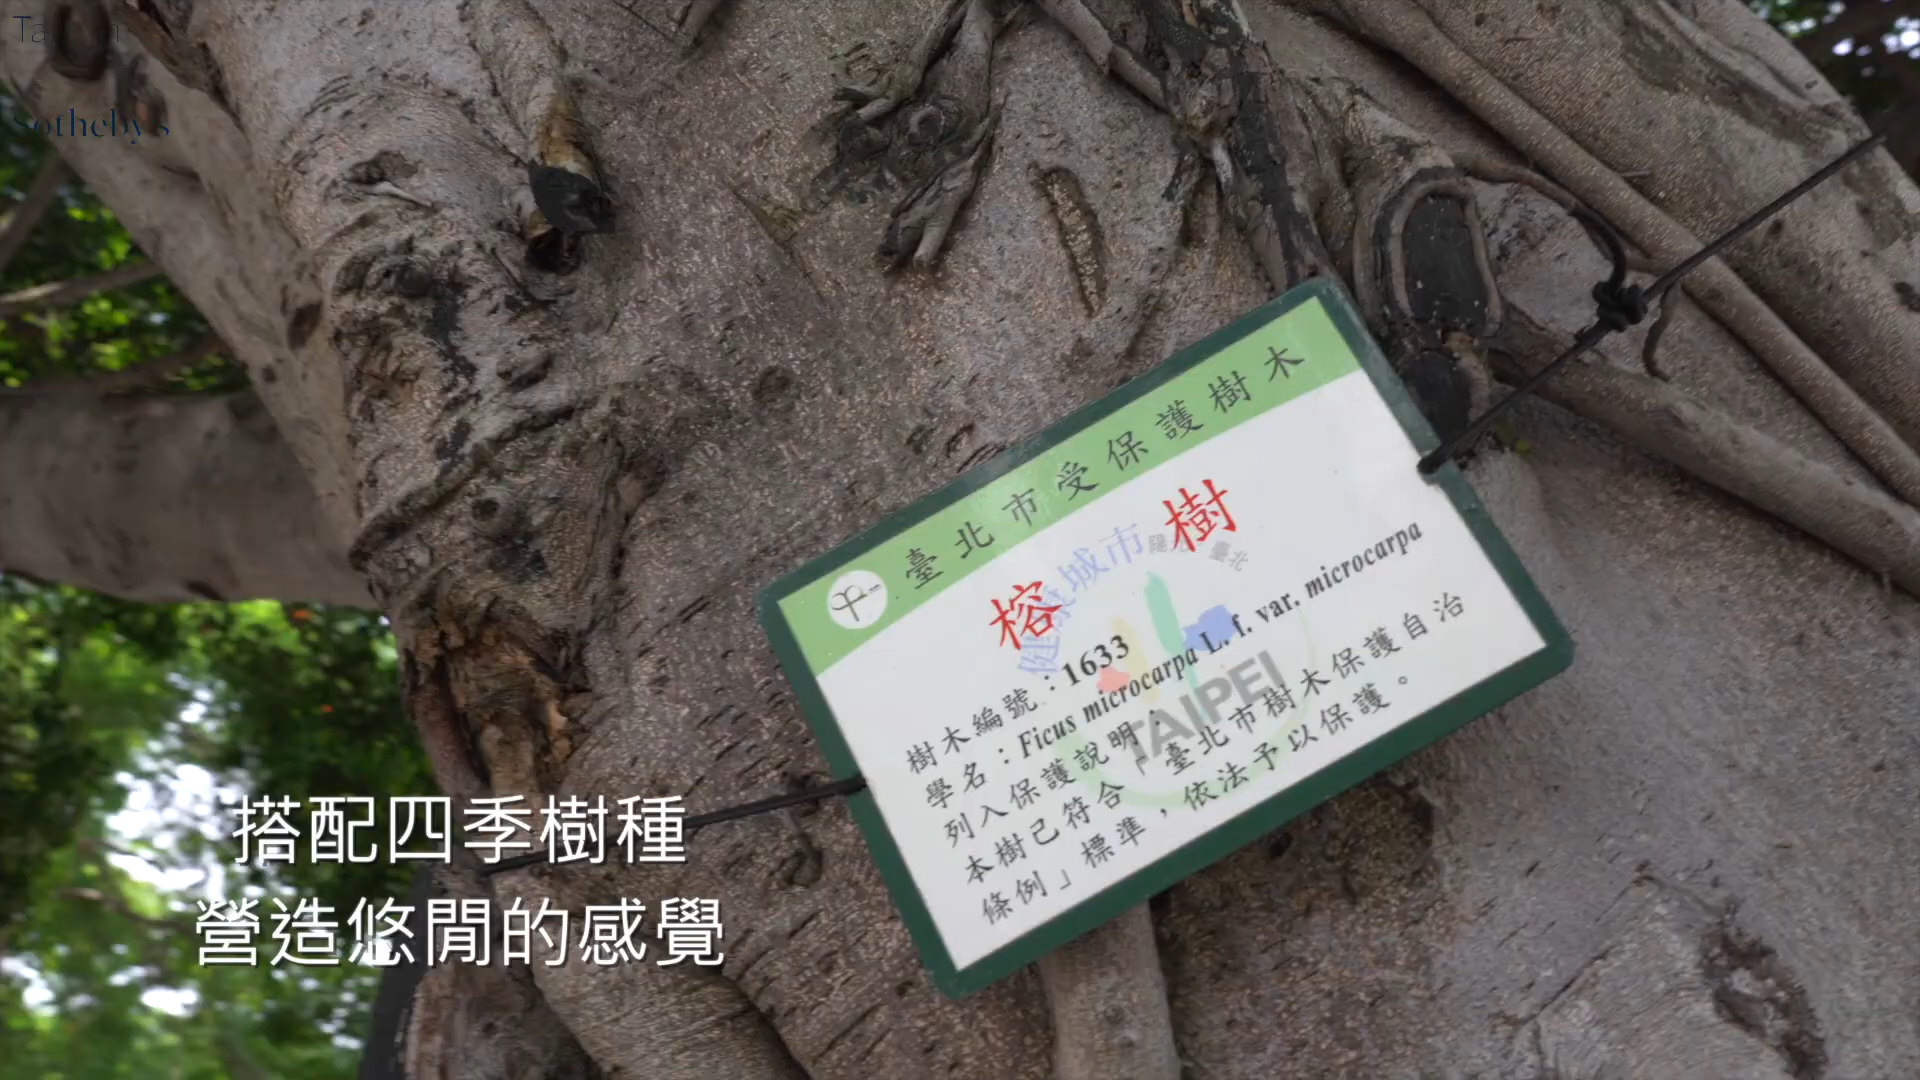 Sotheby's
臺北市受保護樹木
榕樹
健康城市
臺北
TAIPEI
樹木編號：1633
學名：Ficus microcarpa L. f. var. microcarpa
列入保護說明：
本樹已符合「臺北市樹木保護自治
條例」標準，依法予以保護。
搭配四季樹種
營造悠閒的感覺